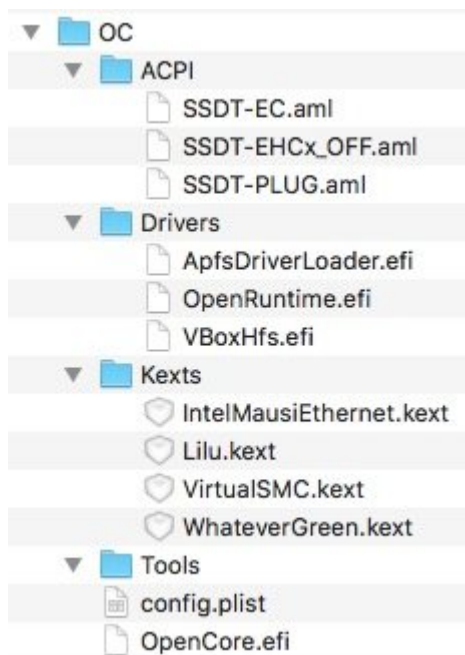 OC
ACPI
SSDT-EC.aml
SSDT-EHCx_OFF.aml
SSDT-PLUG.aml
Drivers
ApfsDriverLoader.efi
OpenRuntime.efi
VBoxHfs.efi
Kexts
IntelMausiEthernet.kext
Lilu.kext
VirtualSMC.kext
WhateverGreen.kext
Tools
config.plist
OpenCore.efi